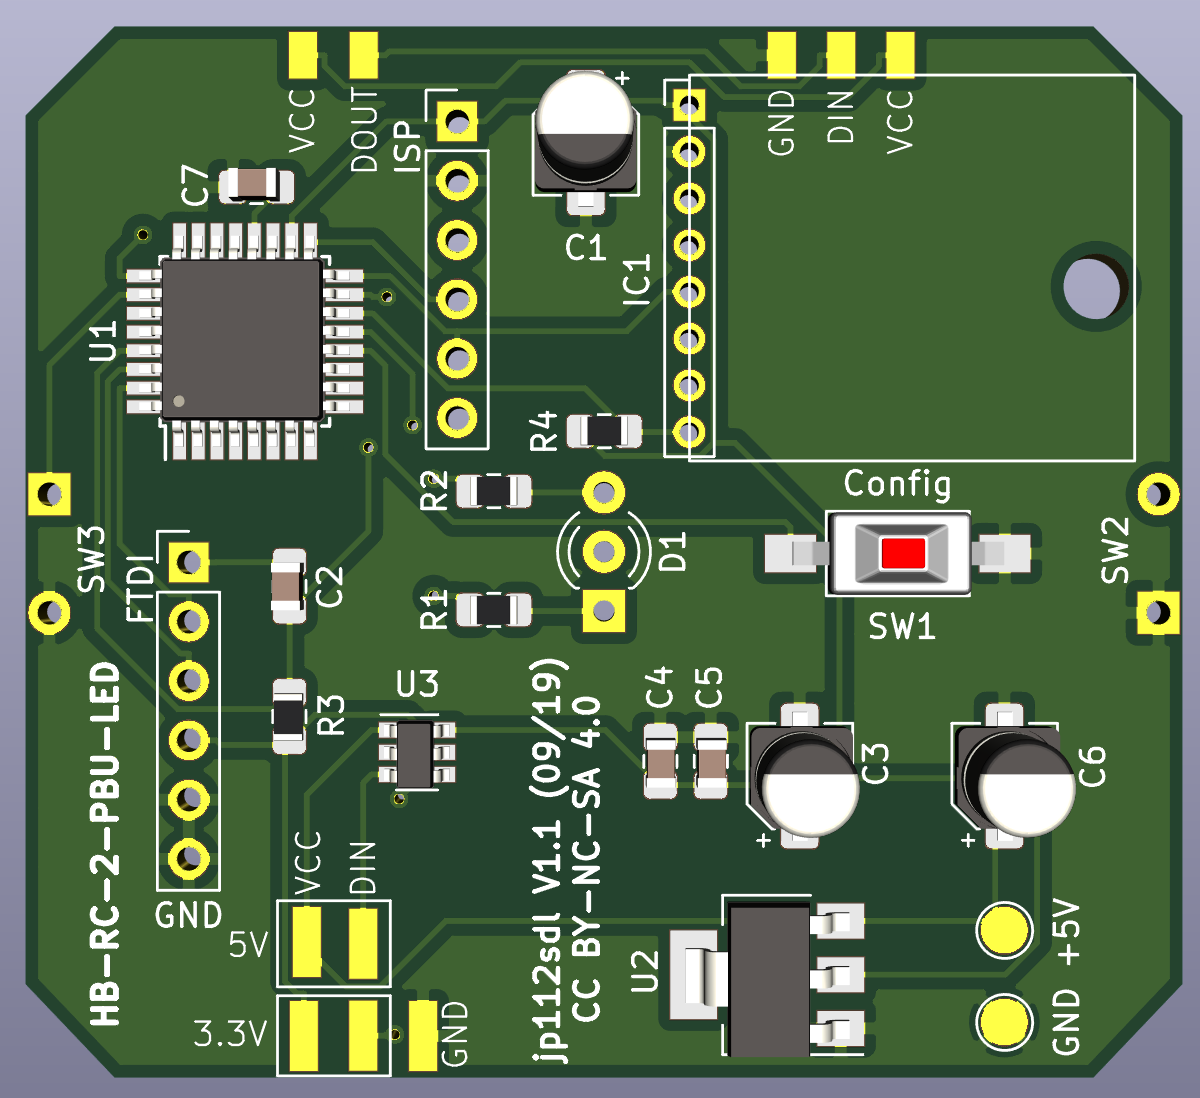 VCC
DOUT
GND
DIN
VCC
ISP
+
C7
C1
IC1
U1
R4
Config
R2
SW3
SW2
D1
FTDI
C2
R1
SW1
HB-RC-2-PBU-LED
R3
U3
C4
C5
C3
C6
+
+
jp112sdl V1.1 (09/19)
CC BY-NC-SA 4.0
VCC
DIN
GND
5V
U2
+5V
3.3V
GND
GND